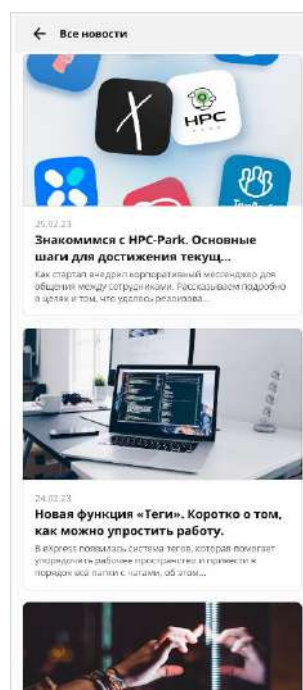 Все новости
HPC
25.02.23
Знакомимся с HPC-Park. Основные
шаги для достижения текущ...
Как стартап внедрил корпоративный мессенджер для
общения между сотрудниками. Рассказываем подробно
о целях и том, что удалось реализова...
24.02.23
Новая функция «Теги». Коротко о том,
как можно упростить работу.
В eXpress появилась система тегов, которая помогает
упорядочить рабочее пространство и привести в
порядок все папки с чатами, об этом...